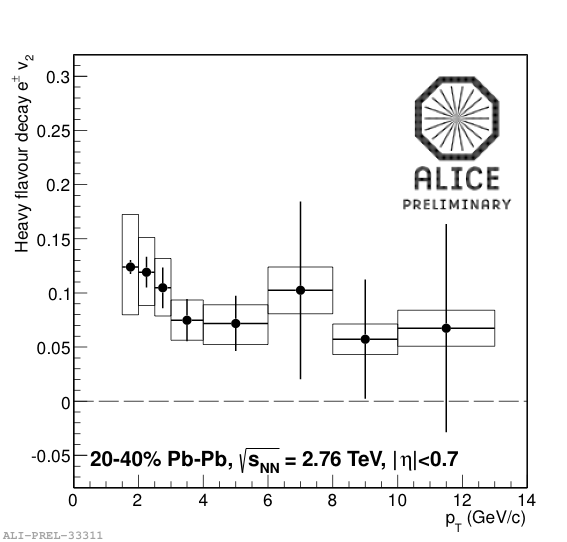 Heavy flavour decay e± v2
0.3
0.25
0.2
0.15
0.1
0.05
0
-0.05
ALICE
PRELIMINARY
20-40% Pb-Pb, √sNN = 2.76 TeV, |η|<0.7
0 2 4 6 8 10 12 14
pT (GeV/c)
ALI-PREL-33311